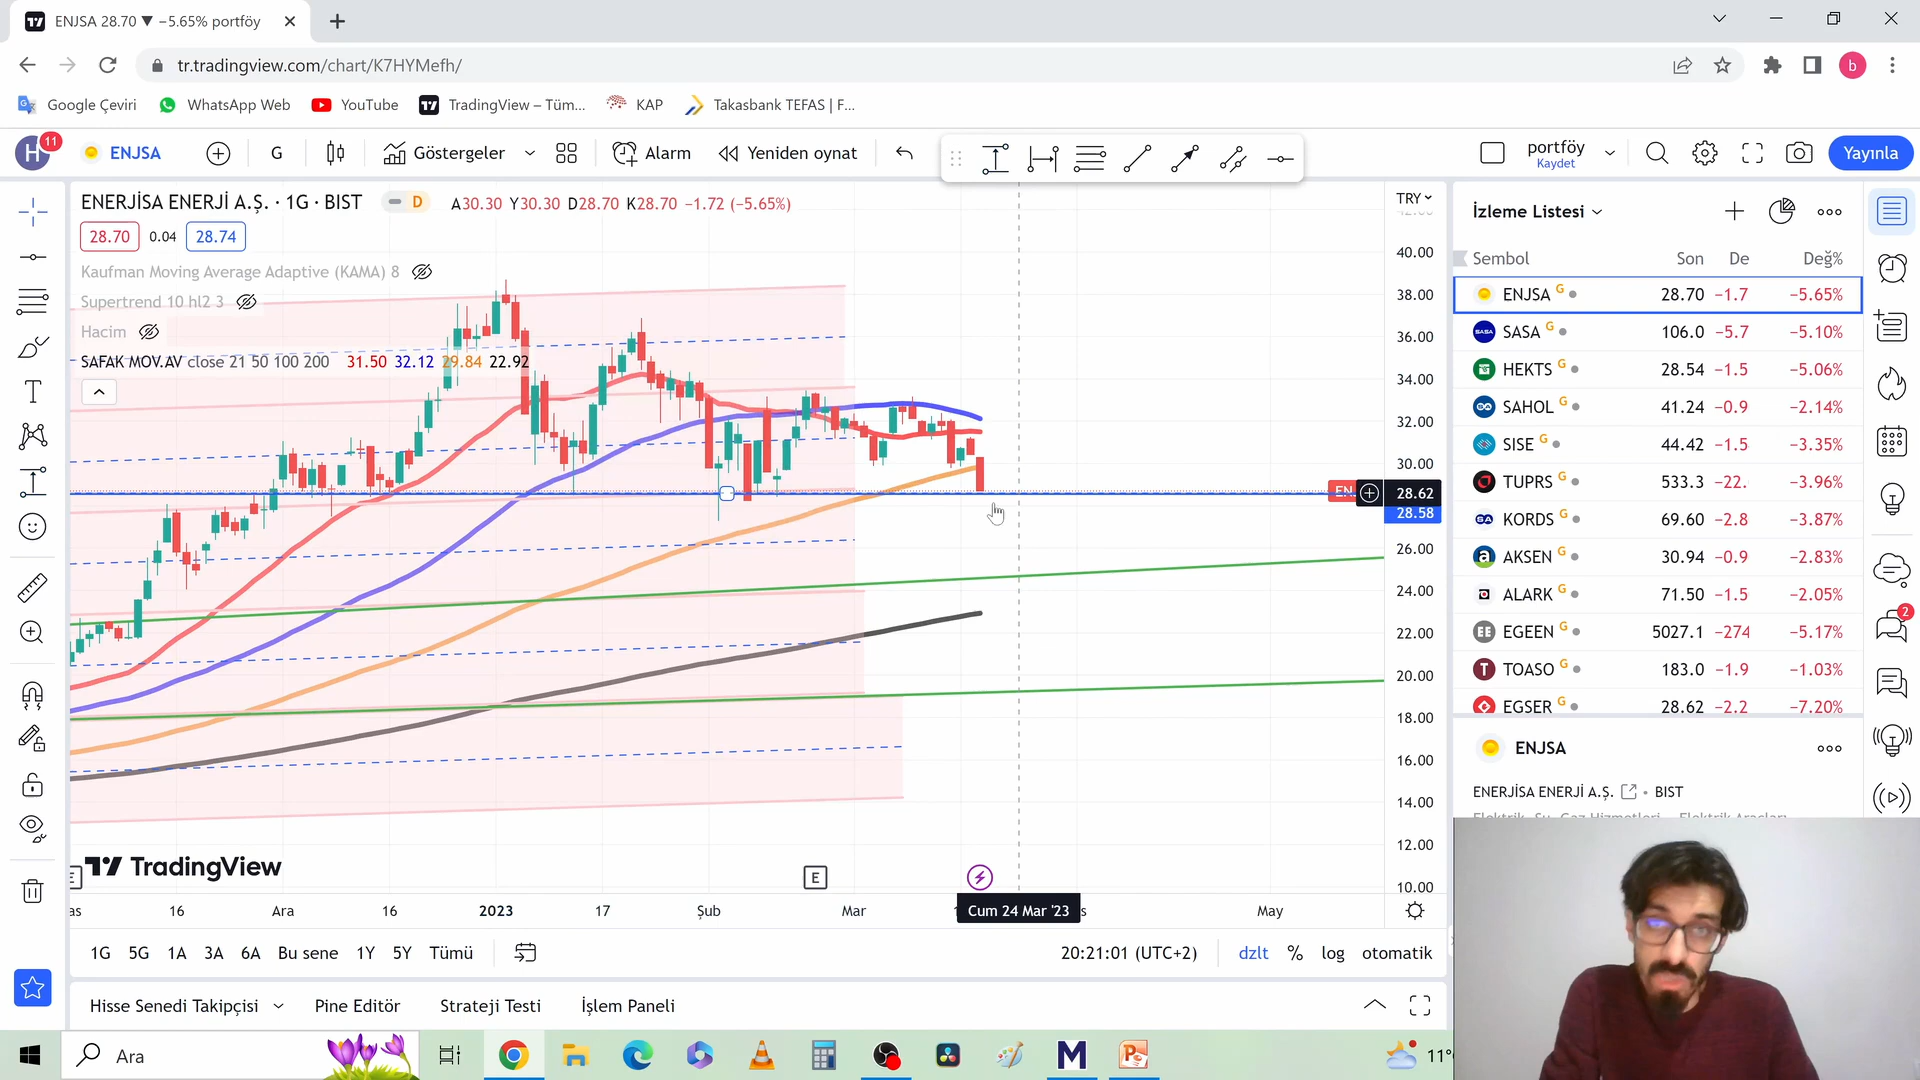 ENJSA 28.70 ▼ −5.65% portföy
tr.tradingview.com/chart/K7HYMefh/
b
Google Çeviri
WhatsApp Web
YouTube
TradingView – Tüm...
KAP
Takasbank TEFAS | F...
H
11
ENJSA
G
Göstergeler
Alarm
Yeniden oynat
portföy
Kaydet
Yayınla
ENERJİSA ENERJİ A.Ş. · 1G · BIST
D
A30.30 Y30.30 D28.70 K28.70 −1.72 (−5.65%)
28.70
0.04
28.74
Kaufman Moving Average Adaptive (KAMA) 8
Supertrend 10 hl2 3
Hacim
SAFAK MOV.AV close 21 50 100 200 31.50 32.12 29.84 22.92
TRY
42.00
40.00
38.00
36.00
34.00
32.00
30.00
28.62
28.58
26.00
24.00
22.00
20.00
18.00
16.00
14.00
12.00
10.00
TradingView
E
E
as
16
Ara
16
2023
17
Şub
Mar
Cum 24 Mar '23
s
May
1G
5G
1A
3A
6A
Bu sene
1Y
5Y
Tümü
20:21:01 (UTC+2)
dzlt
%
log
otomatik
Hisse Senedi Takipçisi
Pine Editör
Strateji Testi
İşlem Paneli
İzleme Listesi
Sembol Son De Değ%
ENJSA G 28.70 −1.7 −5.65%
SASA G 106.0 −5.7 −5.10%
HEKTS G 28.54 −1.5 −5.06%
SAHOL G 41.24 −0.9 −2.14%
SISE G 44.42 −1.5 −3.35%
TUPRS G 533.3 −22. −3.96%
KORDS G 69.60 −2.8 −3.87%
AKSEN G 30.94 −0.9 −2.83%
ALARK G 71.50 −1.5 −2.05%
EGEEN G 5027.1 −274 −5.17%
TOASO G 183.0 −1.9 −1.03%
EGSER G 28.62 −2.2 −7.20%
2
ENJSA
ENERJİSA ENERJİ A.Ş. • BIST
Ara
11°